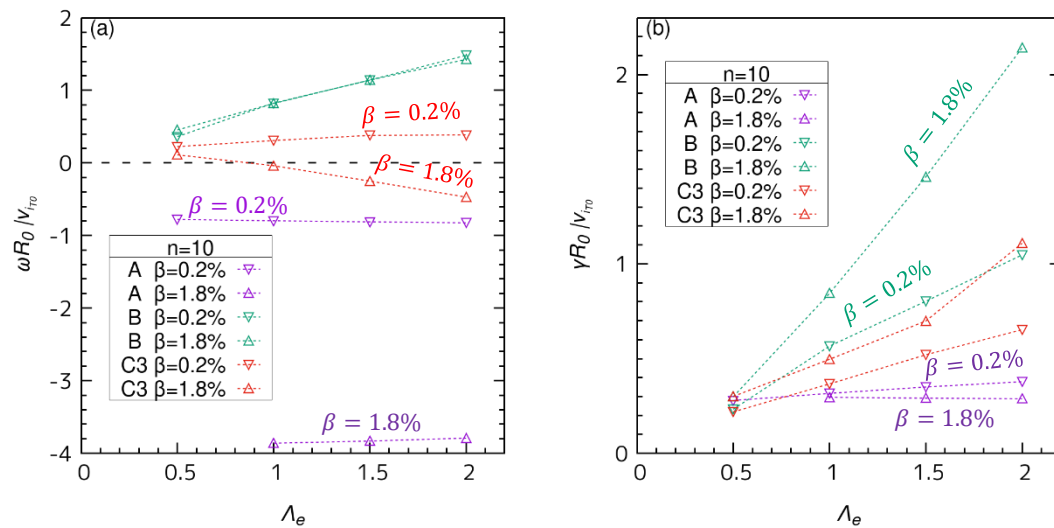 (a)
ωR₀ /v_iT0
2
1
0
-1
-2
-3
-4
β = 0.2%
β = 1.8%
β = 0.2%
n=10
A β=0.2%
A β=1.8%
B β=0.2%
B β=1.8%
C3 β=0.2%
C3 β=1.8%
β = 1.8%
0 0.5 1 1.5 2
Λₑ
(b)
γR₀ /v_iT0
2
1
0
n=10
A β=0.2%
A β=1.8%
B β=0.2%
B β=1.8%
C3 β=0.2%
C3 β=1.8%
β = 1.8%
β = 0.2%
β = 0.2%
β = 1.8%
0 0.5 1 1.5 2
Λₑ